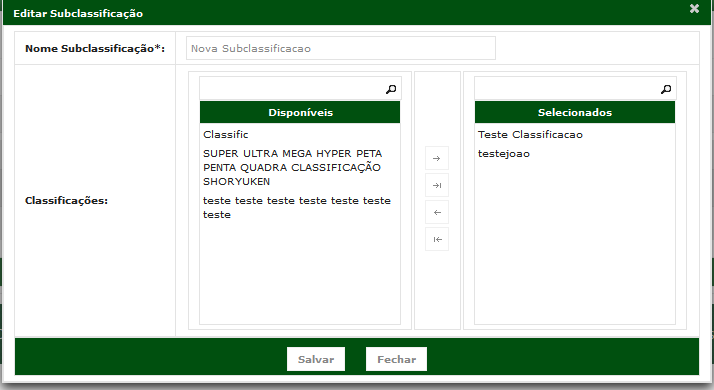 Editar Subclassificação
Nome Subclassificação*:
Nova Subclassificacao
Classificações:
Disponíveis
Classific
SUPER ULTRA MEGA HYPER PETA
PENTA QUADRA CLASSIFICAÇÃO
SHORYUKEN
teste teste teste teste teste teste
teste
Selecionados
Teste Classificacao
testejoao
Salvar
Fechar